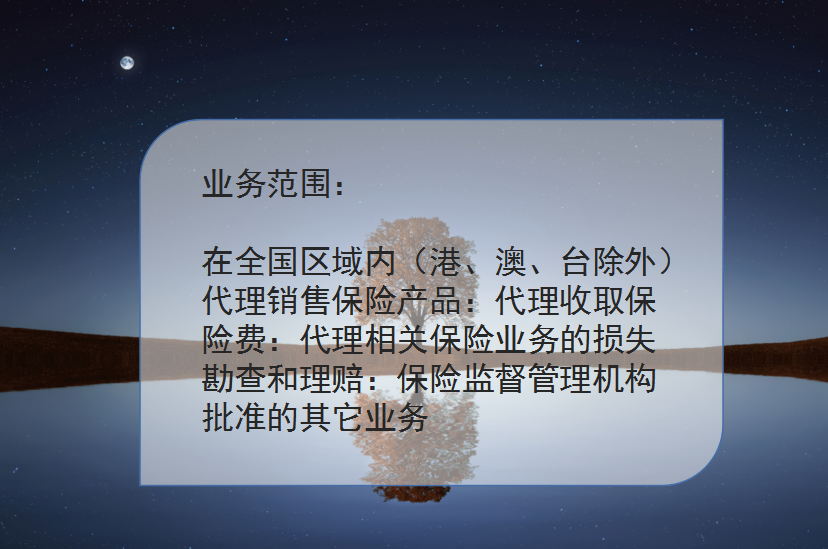 业务范围：
在全国区域内（港、澳、台除外）
代理销售保险产品：代理收取保
险费：代理相关保险业务的损失
勘查和理赔：保险监督管理机构
批准的其它业务